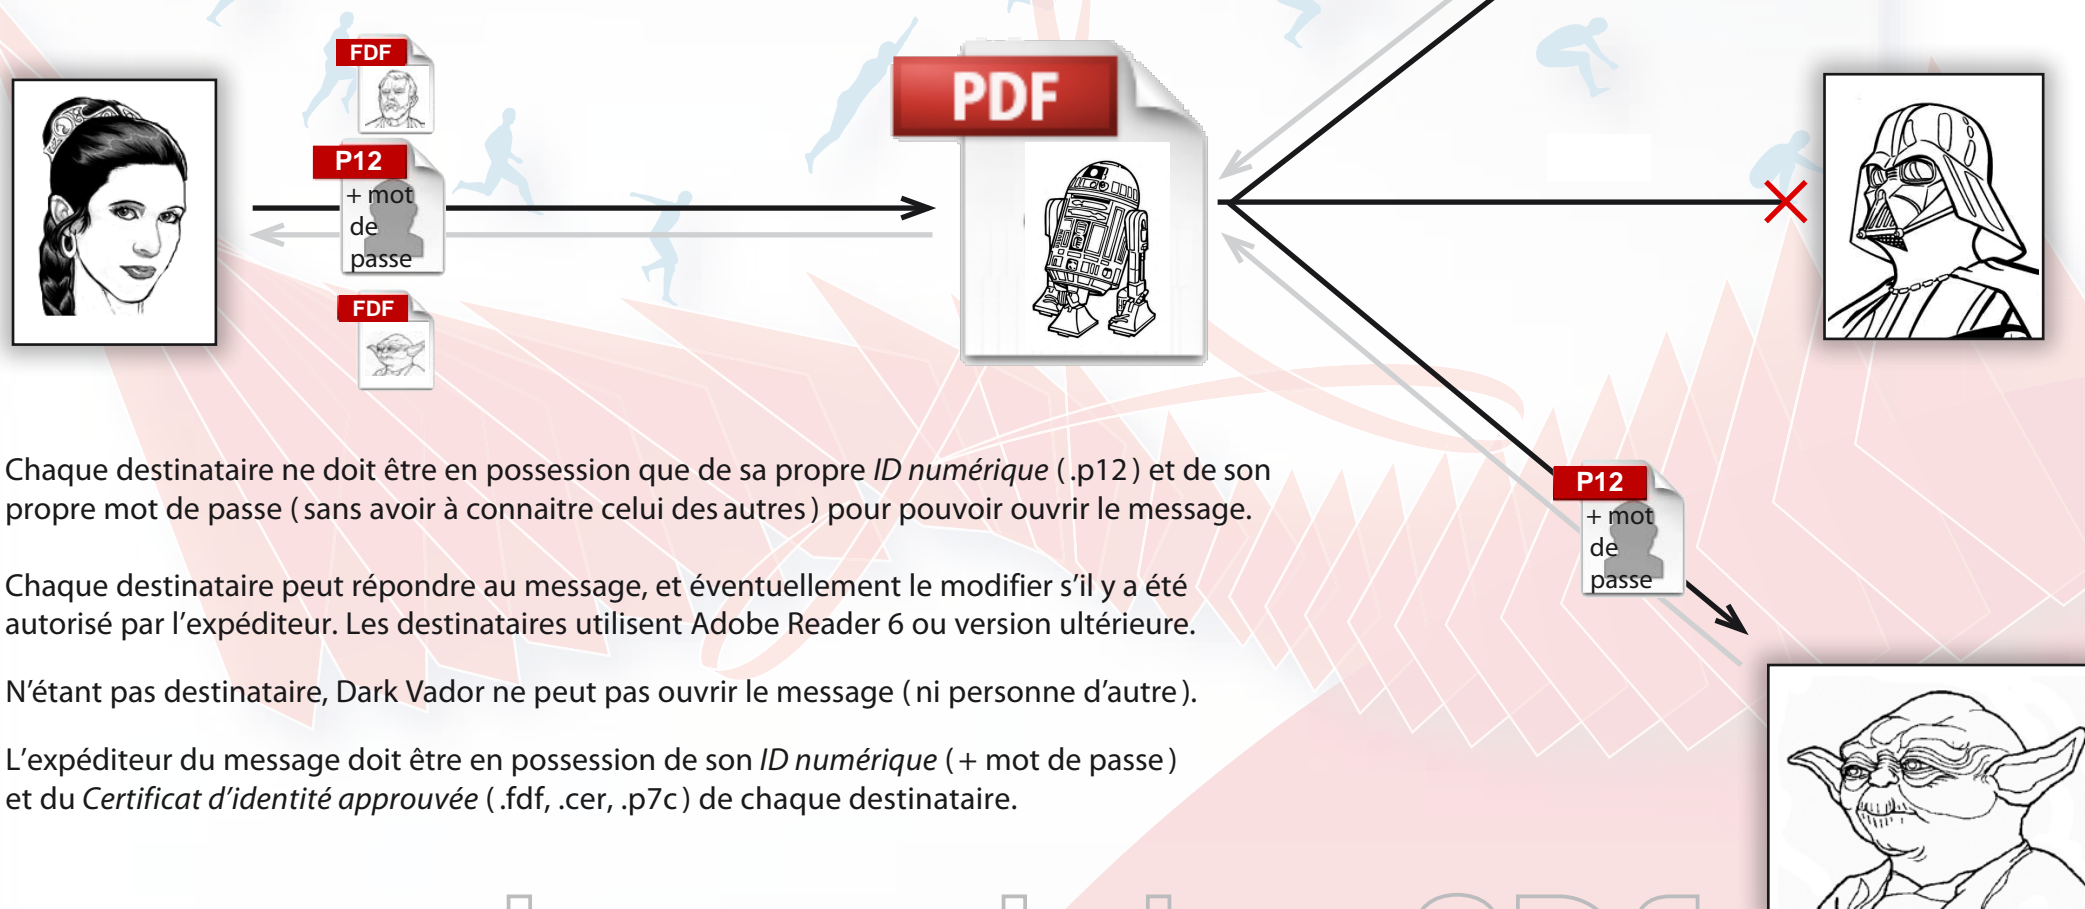 FDF
PDF
P12
+ mot
de
passe
FDF
Chaque destinataire ne doit être en possession que de sa propre ID numérique ( .p12 ) et de son
propre mot de passe ( sans avoir à connaitre celui des autres ) pour pouvoir ouvrir le message.
P12
+ mot
de
passe
Chaque destinataire peut répondre au message, et éventuellement le modifier s’il y a été
autorisé par l’expéditeur. Les destinataires utilisent Adobe Reader 6 ou version ultérieure.
N’étant pas destinataire, Dark Vador ne peut pas ouvrir le message ( ni personne d’autre ).
L’expéditeur du message doit être en possession de son ID numérique ( + mot de passe )
et du Certificat d’identité approuvée ( .fdf, .cer, .p7c ) de chaque destinataire.